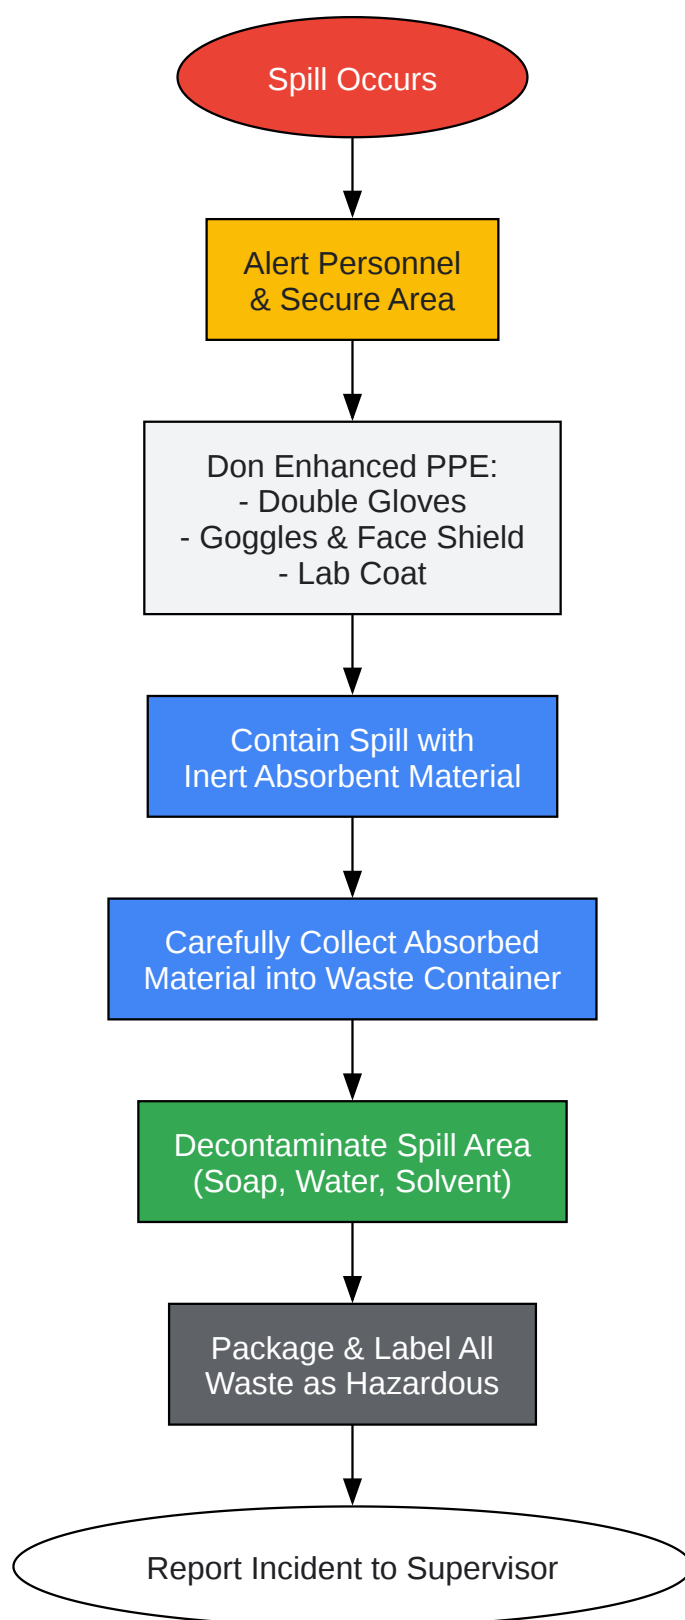 Spill Occurs
Alert Personnel
& Secure Area
Don Enhanced PPE:
- Double Gloves
- Goggles & Face Shield
- Lab Coat
Contain Spill with
Inert Absorbent Material
Carefully Collect Absorbed
Material into Waste Container
Decontaminate Spill Area
(Soap, Water, Solvent)
Package & Label All
Waste as Hazardous
Report Incident to Supervisor